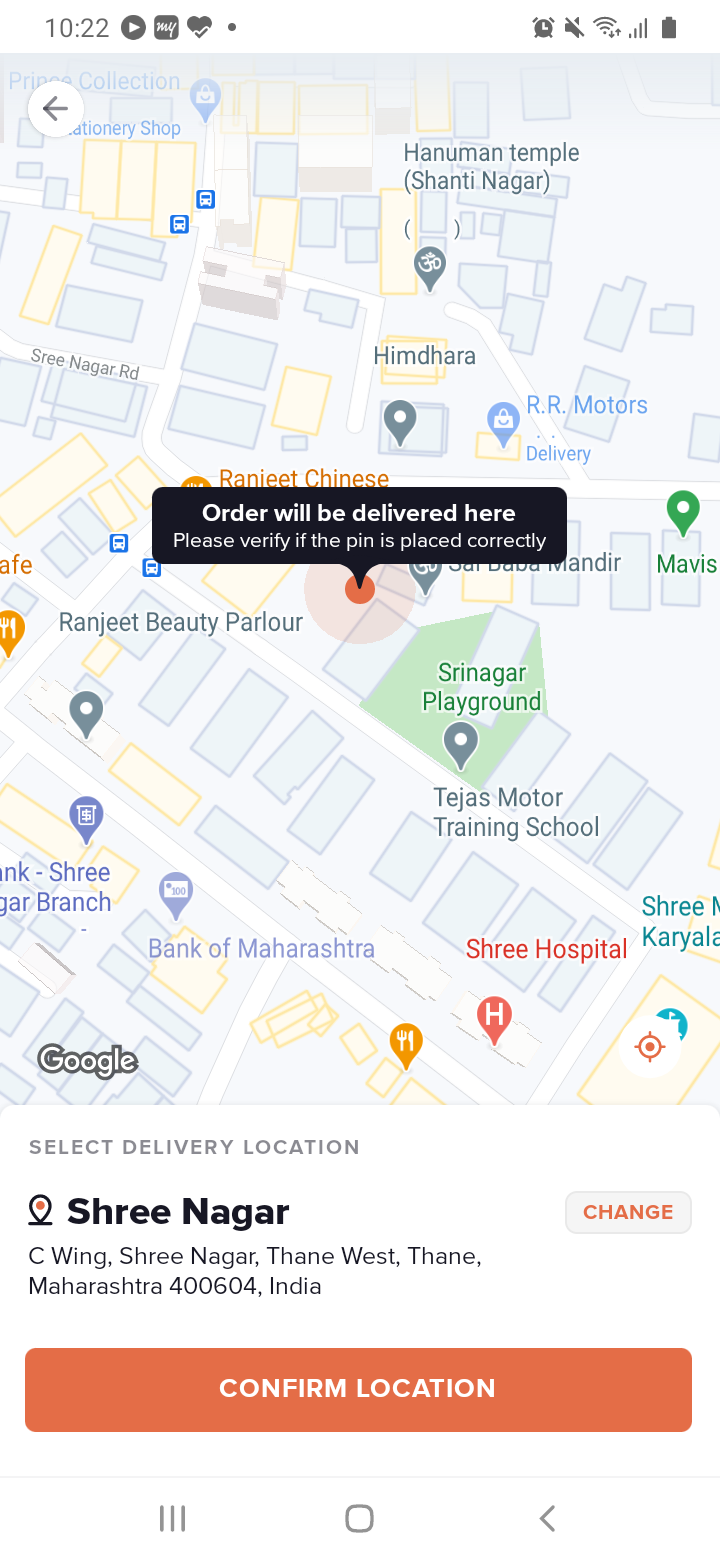 10:22
Prince Collection
ationery Shop
Hanuman temple
(Shanti Nagar)
( )
Sree Nagar Rd
Himdhara
R.R. Motors
Delivery
Ranjeet Chinese
Order will be delivered here
Please verify if the pin is placed correctly
afe
Sai Baba Mandir
Mavis
Ranjeet Beauty Parlour
Srinagar
Playground
Tejas Motor
Training School
ank - Shree
gar Branch
100
Bank of Maharashtra
Shree M
Karyala
Shree Hospital
H
Google
SELECT DELIVERY LOCATION
Shree Nagar
CHANGE
C Wing, Shree Nagar, Thane West, Thane,
Maharashtra 400604, India
CONFIRM LOCATION